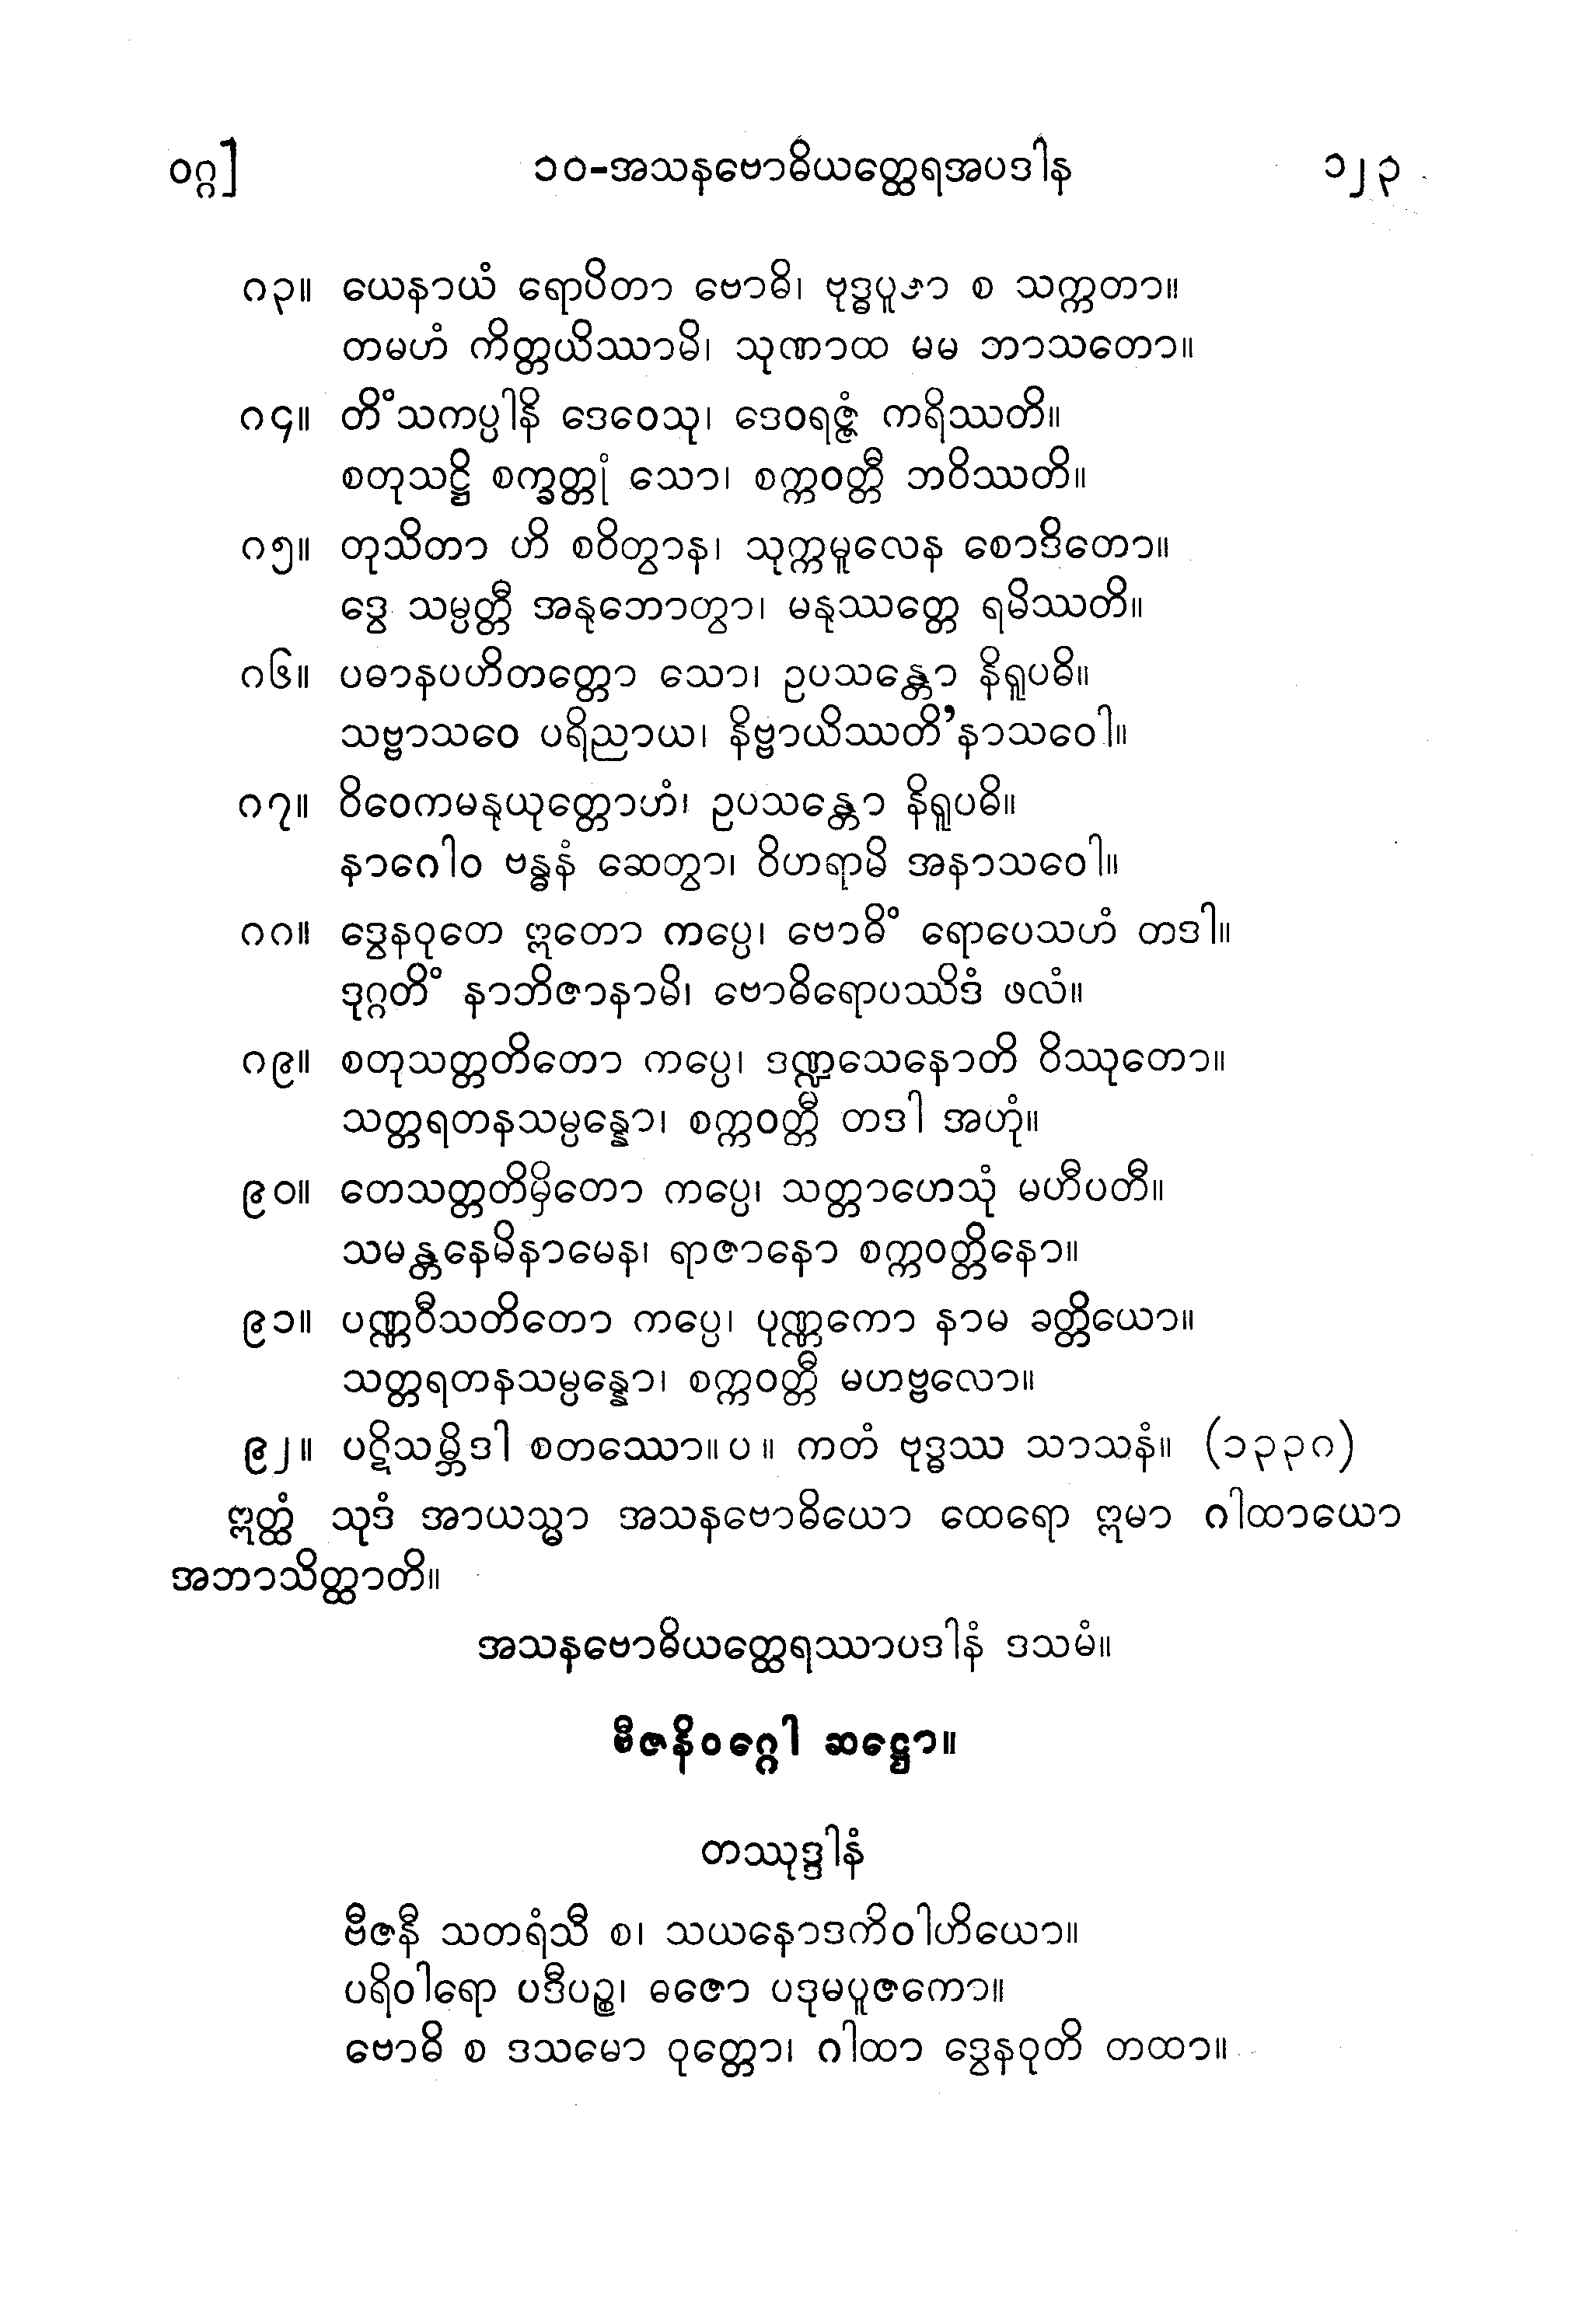 ဝဂ္ဂ] ၁၀-အသနဗောဓိယတ္ထေရအပဒါန ၁၂၃
၈၃။ ယေနာယံ ရောပိတာ ဗောဓိ၊ ဗုဒ္ဓပူဇာ စ သက္ကတာ။
တမဟံ ကိတ္တယိဿာမိ၊ သုဏာထ မမ ဘာသတော။
၈၄။ တိံသကပ္ပါနိ ဒေဝေသု၊ ဒေဝရဇ္ဇံ ကရိဿတိ။
စတုသဋ္ဌိ စက္ခတ္တုံ သော၊ စက္ကဝတ္တီ ဘဝိဿတိ။
၈၅။ တုသိတာ ဟိ စဝိတွာန၊ သုက္ကမူလေန စောဒိတော။
ဒွေ သမ္ပတ္တီ အနုဘောတွာ၊ မနုဿတ္တေ ရမိဿတိ။
၈၆။ ပဓာနပဟိတတ္တော သော၊ ဥပသန္တော နိရူပဓိ။
သဗ္ဗာသဝေ ပရိညာယ၊ နိဗ္ဗာယိဿတိ’နာသဝေါ။
၈၇။ ဝိဝေကမနုယုတ္တောဟံ၊ ဥပသန္တော နိရူပဓိ။
နာဂေါဝ ဗန္ဓနံ ဆေတွာ၊ ဝိဟရာမိ အနာသဝေါ။
၈၈။ ဒွေနဝုတေ ဣတော ကပ္ပေ၊ ဗောဓိံ ရောပေသဟံ တဒါ။
ဒုဂ္ဂတိံ နာဘိဇာနာမိ၊ ဗောဓိရောပဿိဒံ ဖလံ။
၈၉။ စတုသတ္တတိတော ကပ္ပေ၊ ဒဏ္ဍသေနောတိ ဝိဿုတော။
သတ္တရတနသမ္ပန္နော၊ စက္ကဝတ္တီ တဒါ အဟုံ။
၉၀။ တေသတ္တတိမှိတော ကပ္ပေ၊ သတ္တာဟေသုံ မဟီပတီ။
သမန္တနေမိနာမေန၊ ရာဇာနော စက္ကဝတ္တိနော။
၉၁။ ပဏ္ဏဝီသတိတော ကပ္ပေ၊ ပုဏ္ဏကော နာမ ခတ္တိယော။
သတ္တရတနသမ္ပန္နော၊ စက္ကဝတ္တီ မဟဗ္ဗလော။
၉၂။ ပဋိသမ္ဘိဒါ စတဿော။ပ။ ကတံ ဗုဒ္ဓဿ သာသနံ။ (၁၃၃၈)
ဣတ္ထံ သုဒံ အာယသ္မာ အသနဗောဓိယော ထေရော ဣမာ ဂါထာယော
အဘာသိတ္ထာတိ။
အသနဗောဓိယတ္ထေရဿာပဒါနံ ဒသမံ။
ဗီဇနိဝဂ္ဂေါ ဆဋ္ဌော။
တဿုဒ္ဒါနံ
ဗီဇနီ သတရံသီ စ၊ သယနောဒကိဝါဟိယော။
ပရိဝါရော ပဒီပဉ္စ၊ ဓဇော ပဒုမပူဇကော။
ဗောဓိ စ ဒသမော ဝုတ္တော၊ ဂါထာ ဒွေနဝုတိ တထာ။